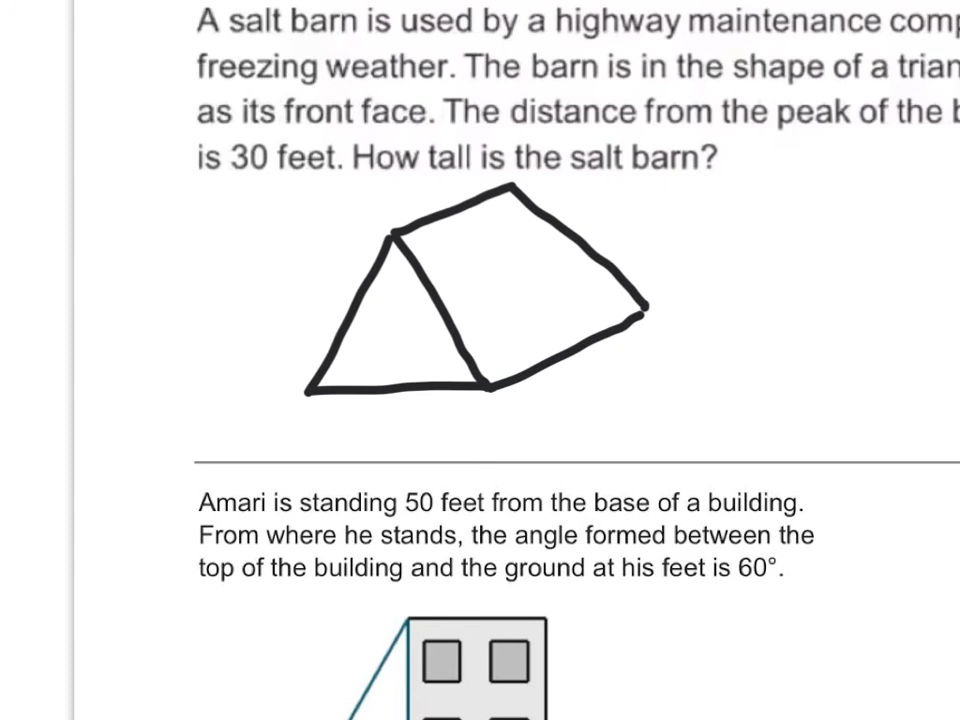 A salt barn is used by a highway maintenance
freezing weather. The barn is in the shape of a
as its front face. The distance from the peak of the
is 30 feet. How tall is the salt barn?
Amari is standing 50 feet from the base of a building.
From where he stands, the angle formed between the
top of the building and the ground at his feet is 60°.